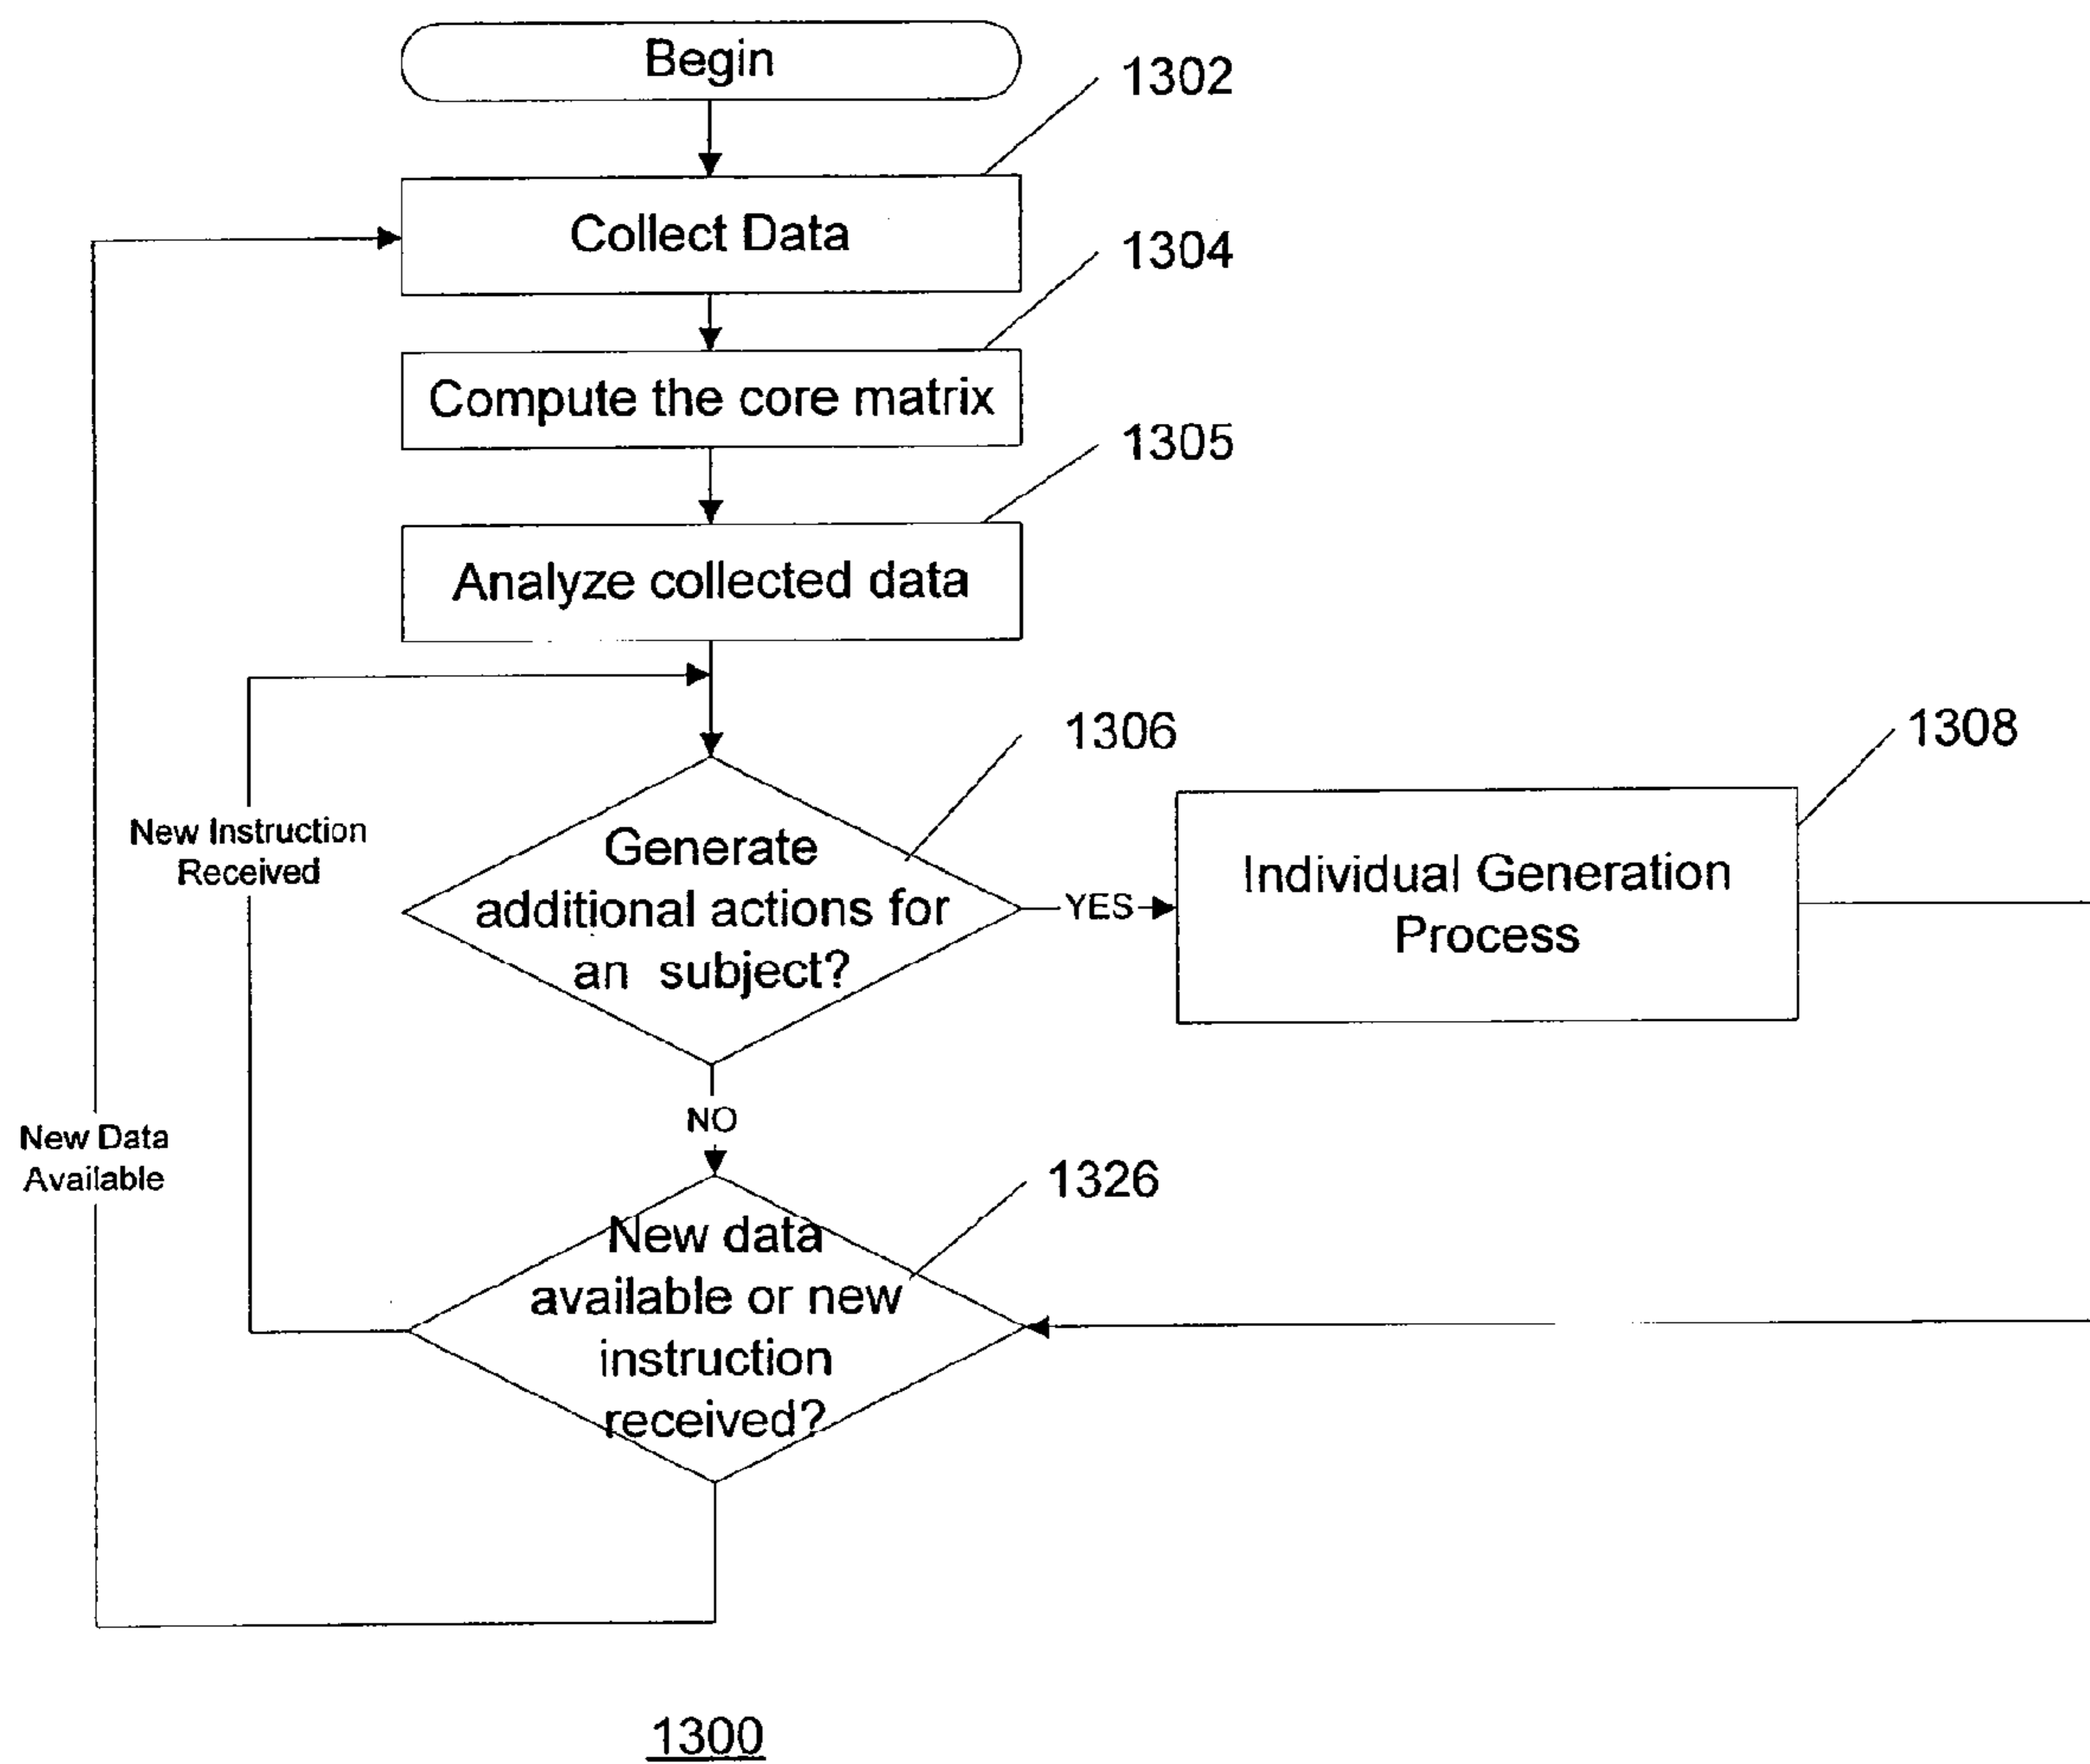 Begin
1302
Collect Data
1304
Compute the core matrix
1305
Analyze collected data
1306
1308
New Instruction
Received
Generate
additional actions for
an subject?
YES
Individual Generation
Process
NO
New Data
Available
1326
New data
available or new
instruction
received?
1300